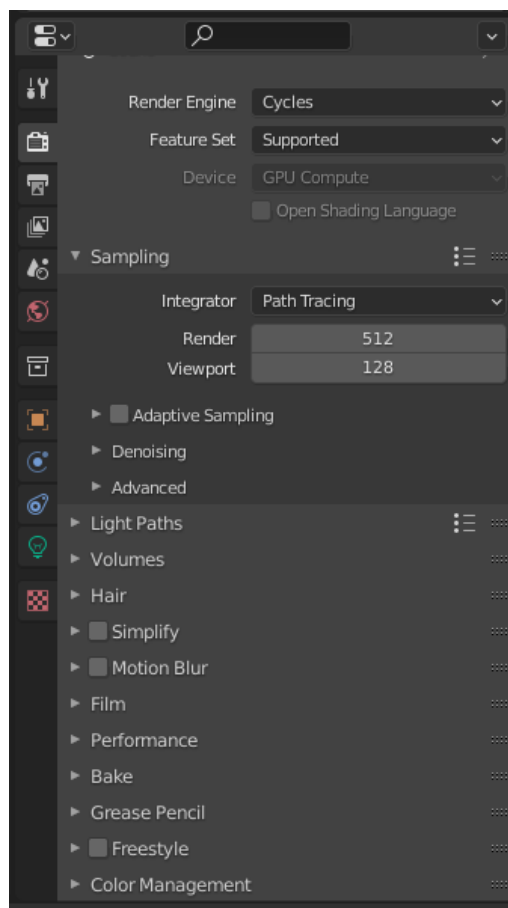 Render Engine Cycles
Feature Set Supported
Device GPU Compute
Open Shading Language
Sampling
Integrator Path Tracing
Render 512
Viewport 128
Adaptive Sampling
Denoising
Advanced
Light Paths
Volumes
Hair
Simplify
Motion Blur
Film
Performance
Bake
Grease Pencil
Freestyle
Color Management